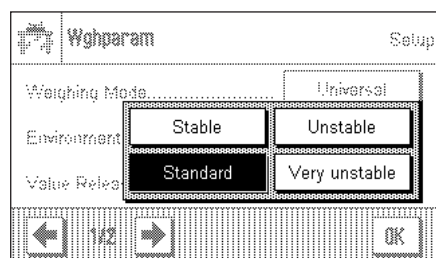 Wghparam Setup
Weighing Mode.................... Universal
Environment
Stable Unstable
Standard Very unstable
Value Relea
1/2 OK